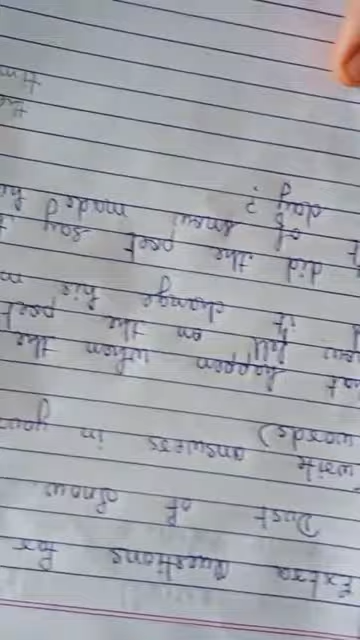 Extra Questions for
Dust of Snow
write answers in your
words)
happen when the
fell on the poet
it change his m
did the poet say
of snow made h
day ?
the